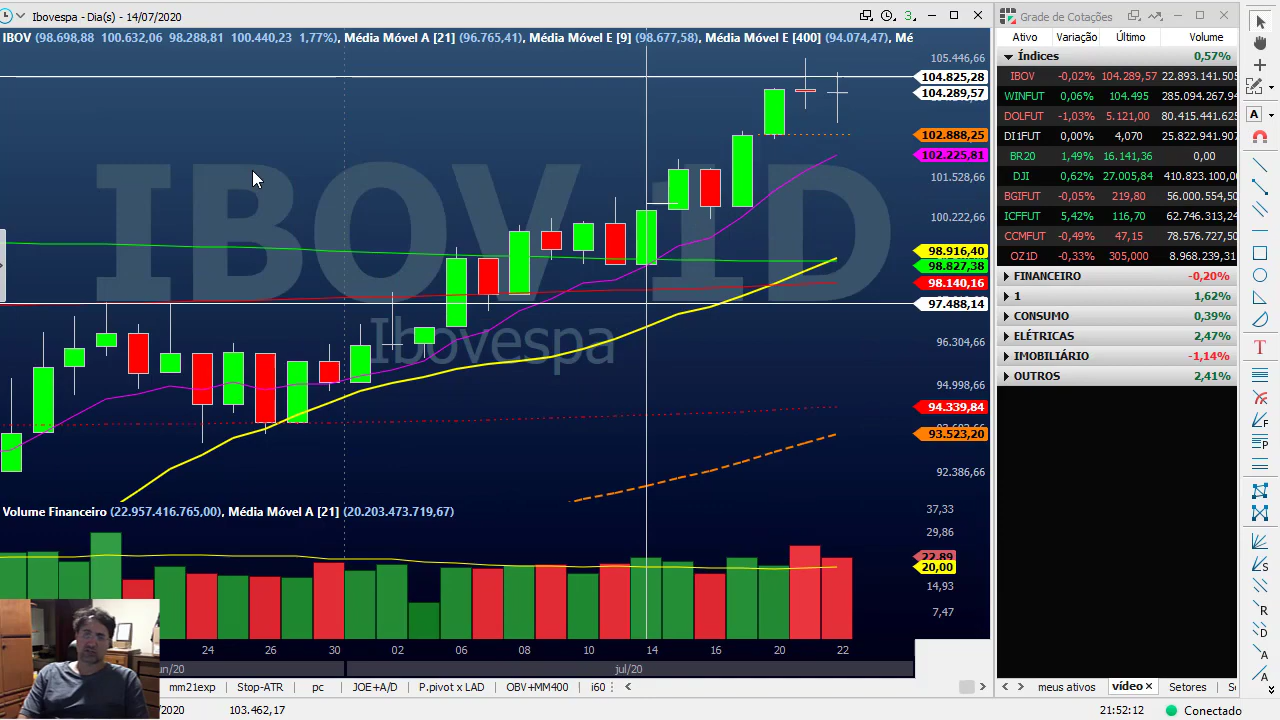 Ibovespa - Dia(s) - 14/07/2020
3
IBOV (98.698,88 100.632,06 98.288,81 100.440,23 1,77%), Média Móvel A [21] (96.765,41), Média Móvel E [9] (98.677,58), Média Móvel E [400] (94.074,47), Mé
IBOV 1D
Ibovespa
105.446,66
104.825,28
104.289,57
102.888,25
102.225,81
101.528,66
100.222,66
98.916,40
98.827,38
98.140,16
97.488,14
96.304,66
94.998,66
94.339,84
93.523,20
92.386,66
Volume Financeiro (22.957.416.765,00), Média Móvel A [21] (20.203.473.719,67)
37,33
29,86
22,89
20,00
14,93
7,47
24 26 30 02 06 08 10 14 16 20 22
un/20 jul/20
mm21exp Stop-ATR pc JOE+A/D P.pivot x LAD OBV+MM400 i60
2020 103.462,17
Grade de Cotações
Ativo Variação Último Volume
Índices 0,57%
IBOV -0,02% 104.289,57 22.893.141.505
WINFUT 0,06% 104.495 285.094.267.94
DOLFUT -1,03% 5.121,00 80.415.441.625
DI1FUT 0,00% 4,070 25.822.941.907
BR20 1,49% 16.141,36 0,00
DJI 0,62% 27.005,84 410.823.100,00
BGIFUT -0,05% 219,80 56.000.554,50
ICFFUT 5,42% 116,70 62.746.313,24
CCMFUT -0,49% 47,15 78.576.727,50
OZ1D -0,33% 305,000 8.968.239,31
FINANCEIRO -0,20%
1 1,62%
CONSUMO 0,39%
ELÉTRICAS 2,47%
IMOBILIÁRIO -1,14%
OUTROS 2,41%
meus ativos vídeo Setores
21:52:12 Conectado